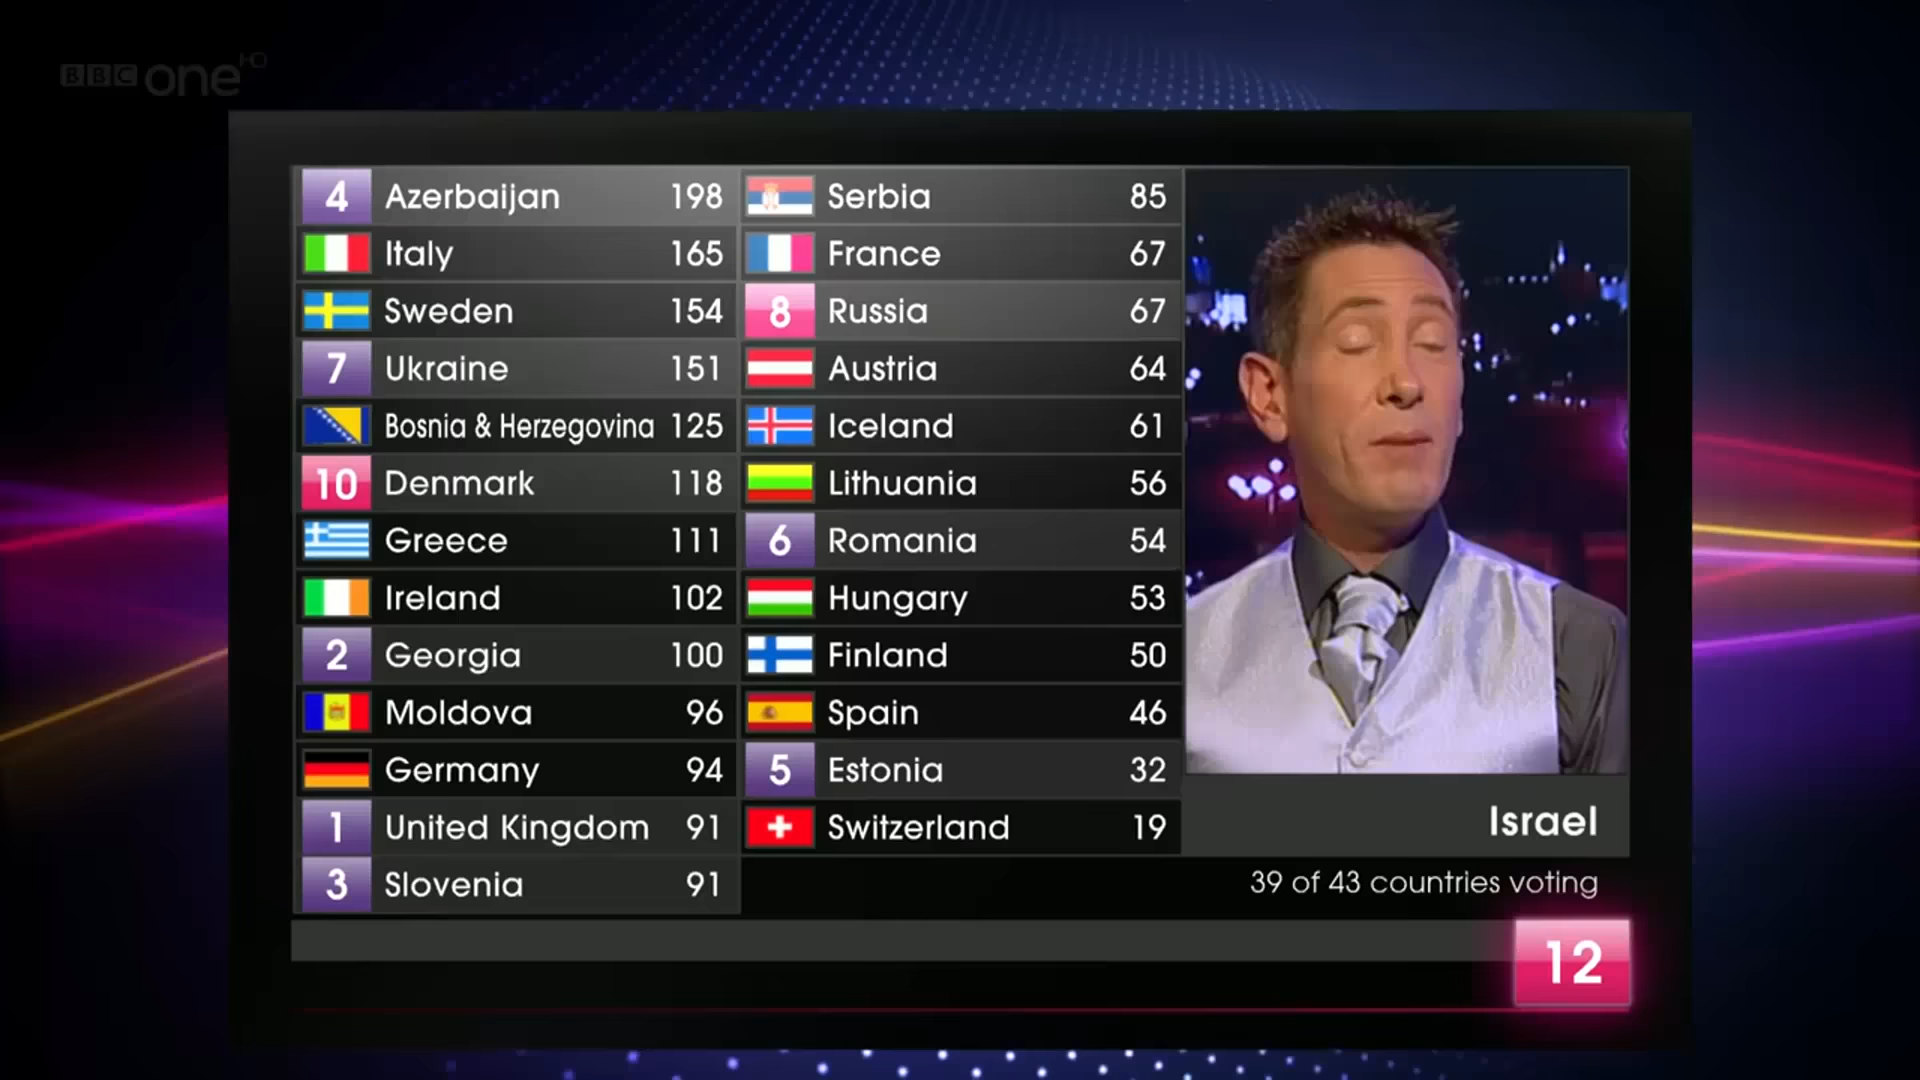 BBC one HD
4 Azerbaijan 198
Italy 165
Sweden 154
7 Ukraine 151
Bosnia & Herzegovina 125
10 Denmark 118
Greece 111
Ireland 102
2 Georgia 100
Moldova 96
Germany 94
1 United Kingdom 91
3 Slovenia 91
Serbia 85
France 67
8 Russia 67
Austria 64
Iceland 61
Lithuania 56
6 Romania 54
Hungary 53
Finland 50
Spain 46
5 Estonia 32
Switzerland 19
Israel
39 of 43 countries voting
12